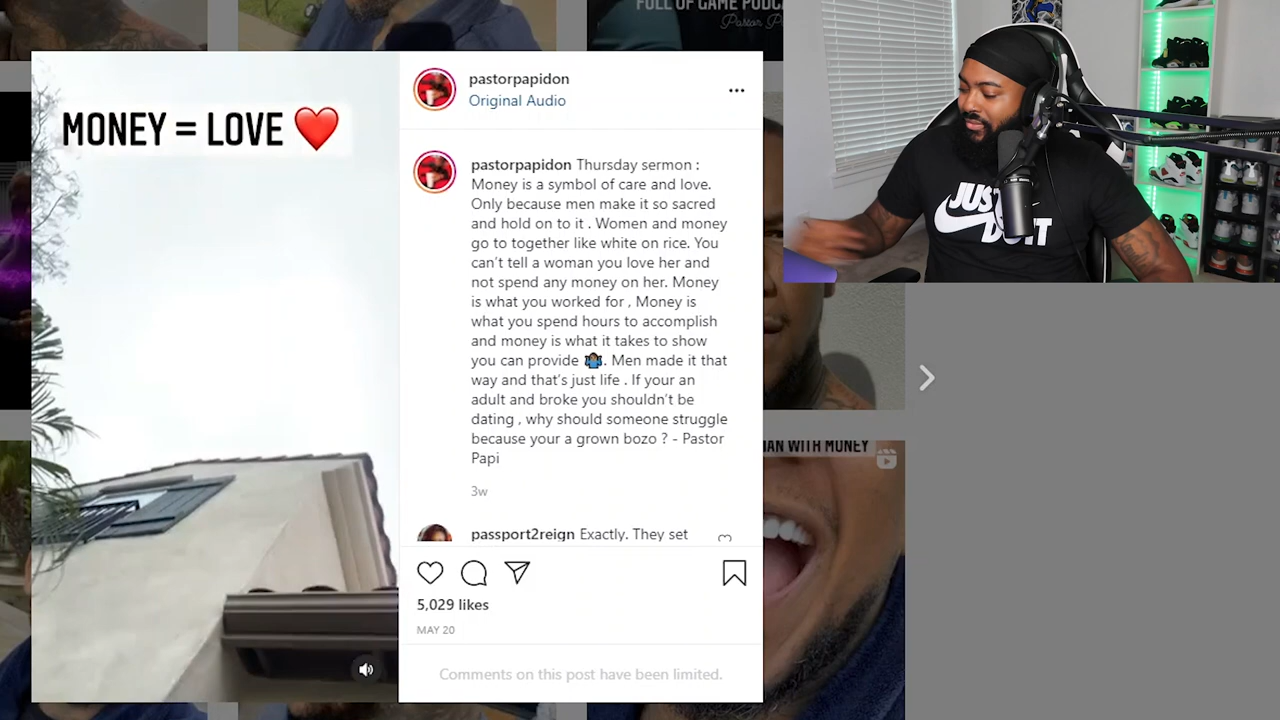 FULL OF GAME PODCA
Pastor P
MONEY = LOVE ❤️
pastorpapidon
Original Audio
pastorpapidon Thursday sermon :
Money is a symbol of care and love.
Only because men make it so sacred
and hold on to it . Women and money
go to together like white on rice. You
can't tell a woman you love her and
not spend any money on her. Money
is what you worked for , Money is
what you spend hours to accomplish
and money is what it takes to show
you can provide 🤷🏾‍♂️. Men made it that
way and that's just life . If your an
adult and broke you shouldn't be
dating , why should someone struggle
because your a grown bozo ? - Pastor
Papi
3w
passport2reign Exactly. They set
5,029 likes
MAY 20
Comments on this post have been limited.
JUST
DO IT
MAN WITH MONEY